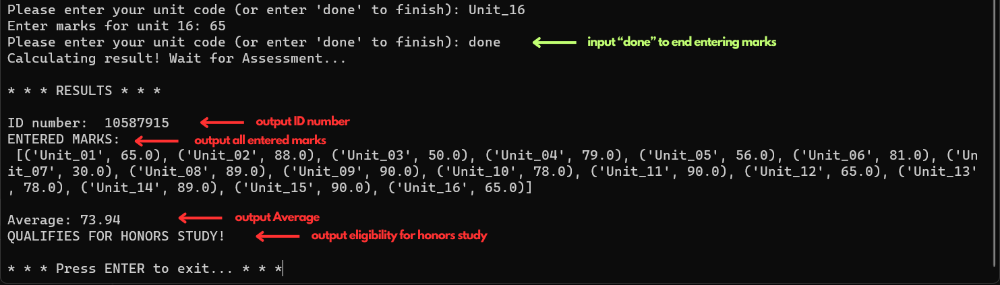 Please enter your unit code (or enter 'done' to finish): Unit_16
Enter marks for unit 16: 65
Please enter your unit code (or enter 'done' to finish): done input “done” to end entering marks
Calculating result! Wait for Assessment...
* * * RESULTS * * *
ID number:  10587915 output ID number
ENTERED MARKS: output all entered marks
[('Unit_01', 65.0), ('Unit_02', 88.0), ('Unit_03', 50.0), ('Unit_04', 79.0), ('Unit_05', 56.0), ('Unit_06', 81.0), ('Un
it_07', 30.0), ('Unit_08', 89.0), ('Unit_09', 90.0), ('Unit_10', 78.0), ('Unit_11', 90.0), ('Unit_12', 65.0), ('Unit_13'
, 78.0), ('Unit_14', 89.0), ('Unit_15', 90.0), ('Unit_16', 65.0)]
Average: 73.94 output Average
QUALIFIES FOR HONORS STUDY! output eligibility for honors study
* * * Press ENTER to exit... * * *